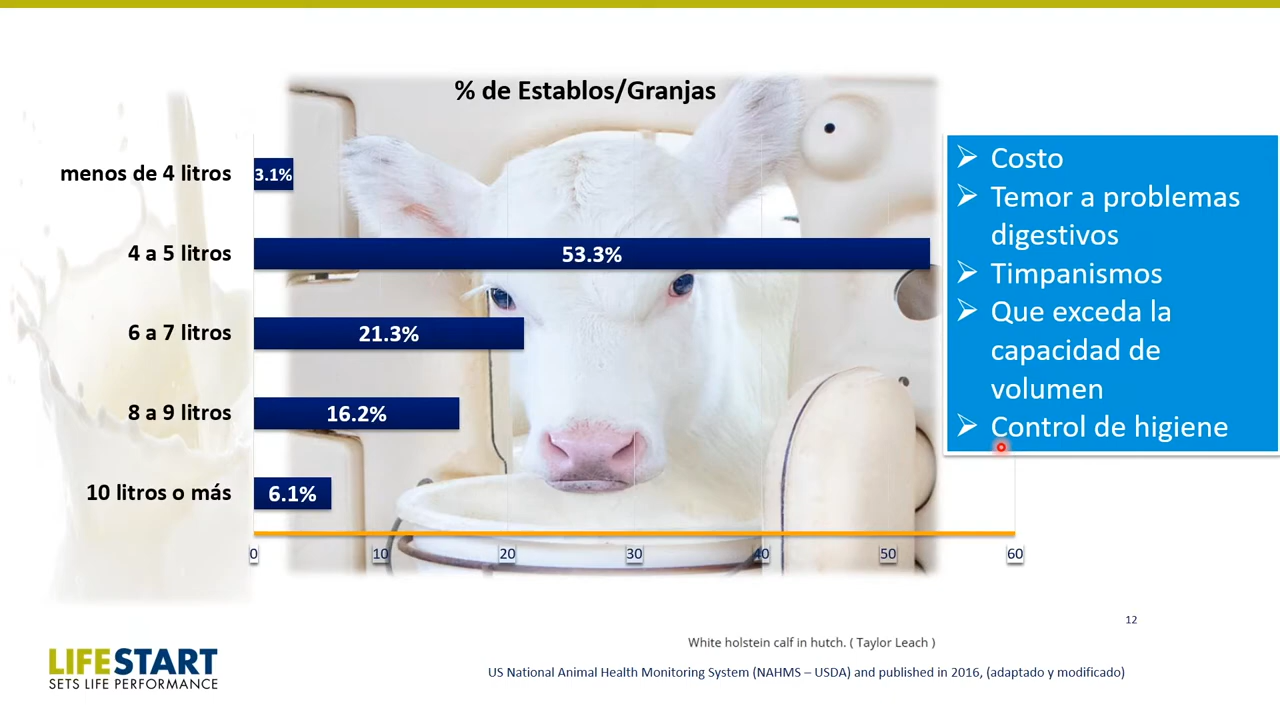 % de Establos/Granjas
menos de 4 litros
3.1%
4 a 5 litros
53.3%
6 a 7 litros
21.3%
8 a 9 litros
16.2%
10 litros o más
6.1%
0
10
20
30
40
50
60
Costo
Temor a problemas
digestivos
Timpanismos
Que exceda la
capacidad de
volumen
Control de higiene
12
White holstein calf in hutch. ( Taylor Leach )
LIFESTART
SETS LIFE PERFORMANCE
US National Animal Health Monitoring System (NAHMS – USDA) and published in 2016, (adaptado y modificado)